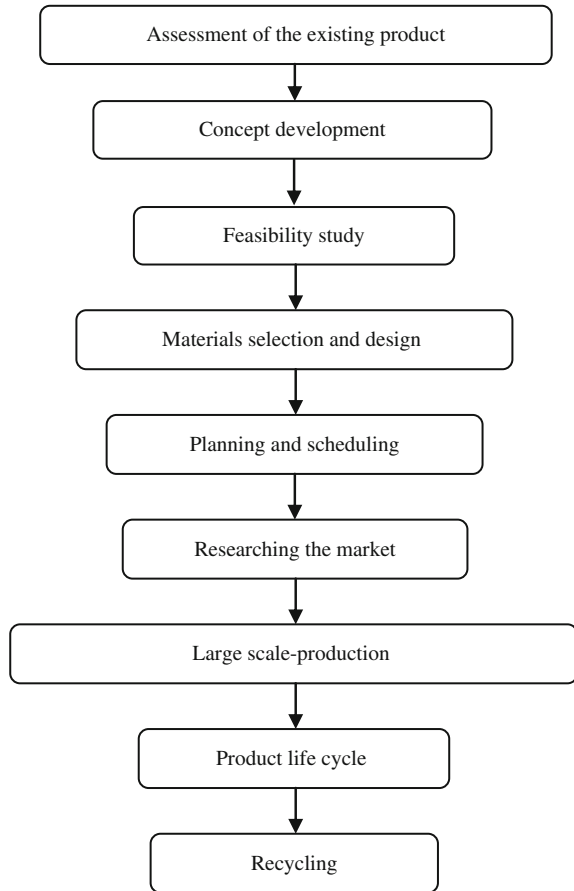 Assessment of the existing product
Concept development
Feasibility study
Materials selection and design
Planning and scheduling
Researching the market
Large scale-production
Product life cycle
Recycling